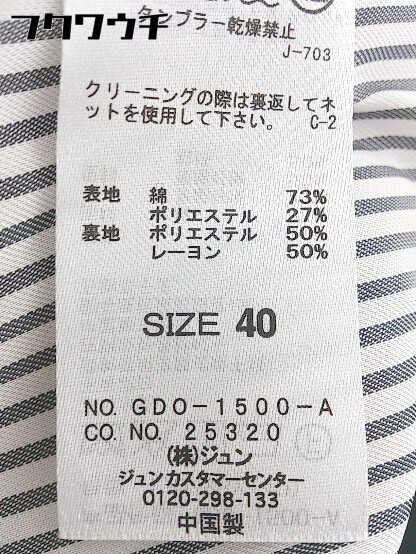 フクワウチ
タンブラー乾燥禁止
J-703
クリーニングの際は裏返してネ
ットを使用して下さい。 C-2
表地 綿 73%
ポリエステル 27%
裏地 ポリエステル 50%
レーヨン 50%
SIZE 40
NO. GDO-1500-A
CO. NO. 25320
(株)ジュン
ジュンカスタマーセンター
0120-298-133
中国製